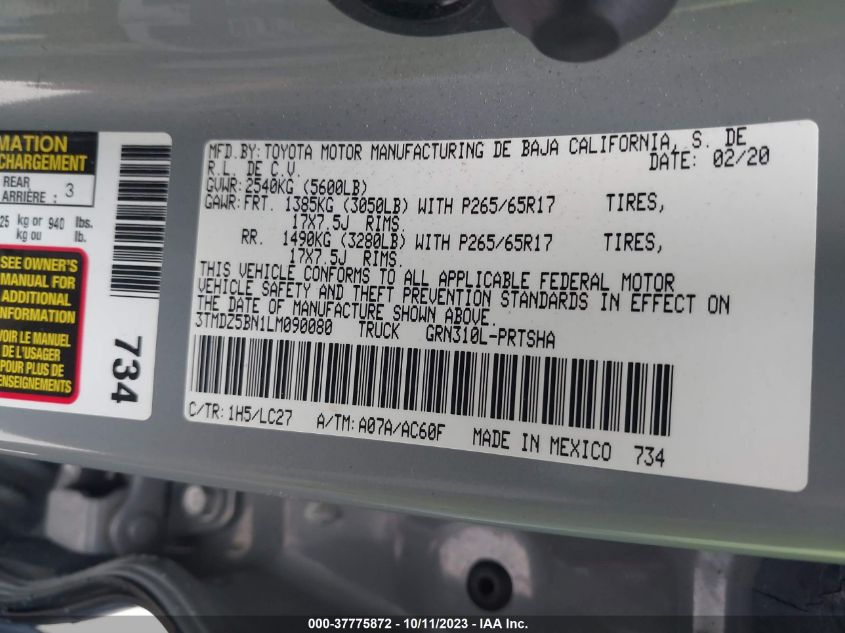 MATION
CHARGEMENT
REAR
ARRIÈRE : 3
25 kg or 940 lbs.
kg ou lb.
SEE OWNER'S
MANUAL FOR
ADDITIONAL
INFORMATION
VOIR LE MANUEL
DE L'USAGER
POUR PLUS DE
ENSEIGNEMENTS
734
MFD.BY:TOYOTA MOTOR MANUFACTURING DE BAJA CALIFORNIA, S. DE
R.L. DE C.V. DATE: 02/20
GVWR:2540KG (5600LB)
GAWR:FRT. 1385KG (3050LB) WITH P265/65R17 TIRES,
17X7.5J RIMS.
RR. 1490KG (3280LB) WITH P265/65R17 TIRES,
17X7.5J RIMS.
THIS VEHICLE CONFORMS TO ALL APPLICABLE FEDERAL MOTOR
VEHICLE SAFETY AND THEFT PREVENTION STANDARDS IN EFFECT ON
THE DATE OF MANUFACTURE SHOWN ABOVE.
3TMDZ5BN1LM090080 TRUCK GRN310L-PRTSHA
C/TR:1H5/LC27 A/TM:A07A/AC60F MADE IN MEXICO 734
000-37775872 - 10/11/2023 - IAA Inc.